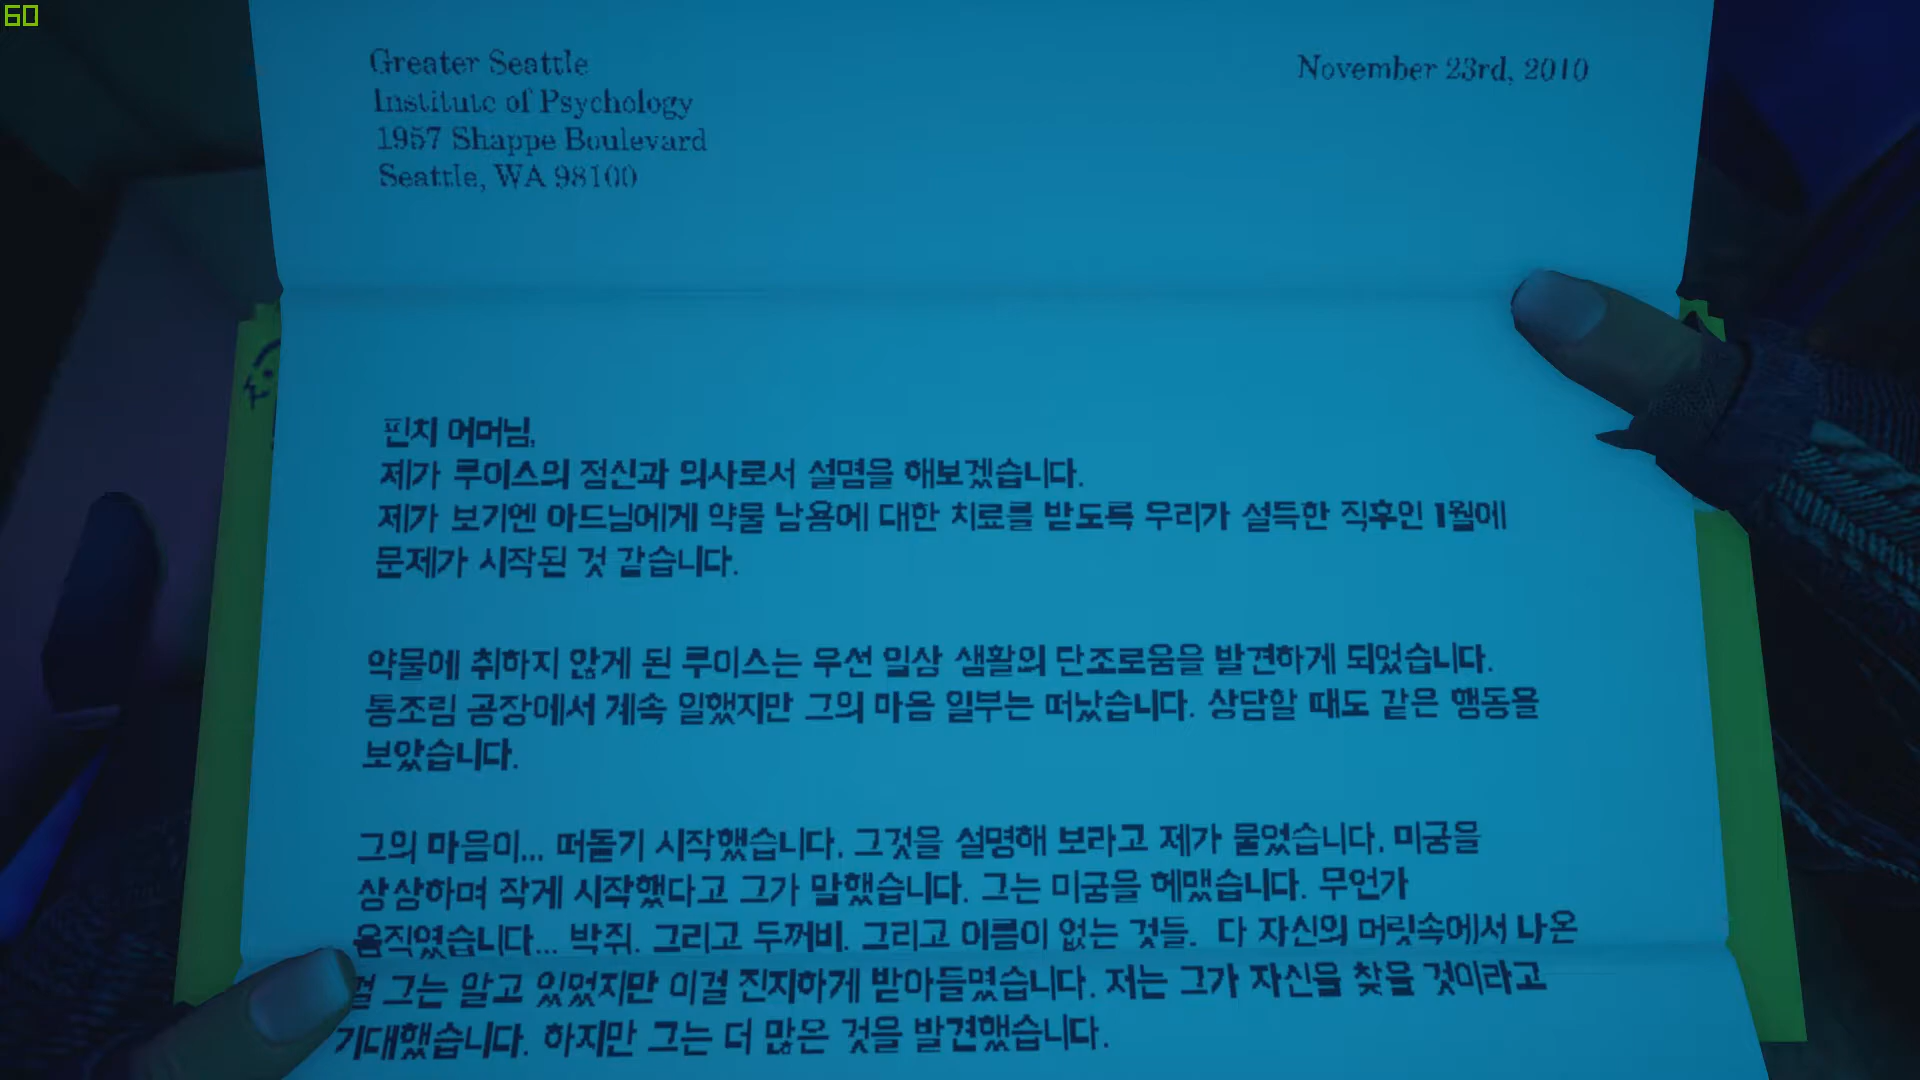 60
Greater Seattle
November 23rd, 2010
Institute of Psychology
1957 Shappe Boulevard
Seattle, WA 98100
핀치 어머님,
제가 루이스의 정신과 의사로서 설명을 해보겠습니다.
제가 보기엔 아드님에게 약물 남용에 대한 치료를 받도록 우리가 설득한 직후인 1월에
문제가 시작된 것 같습니다.
약물에 취하지 않게 된 루이스는 우선 일상 생활의 단조로움을 발견하게 되었습니다.
통조림 공장에서 계속 일했지만 그의 마음 일부는 떠났습니다. 상담할 때도 같은 행동을
보았습니다.
그의 마음이... 떠돌기 시작했습니다. 그것을 설명해 보라고 제가 물었습니다. 미궁을
상상하며 작게 시작했다고 그가 말했습니다. 그는 미궁을 헤맸습니다. 무언가
움직였습니다... 박쥐. 그리고 두꺼비. 그리고 이름이 없는 것들. 다 자신의 머릿속에서 나온
걸 그는 알고 있었지만 이걸 진지하게 받아들였습니다. 저는 그가 자신을 찾을 것이라고
기대했습니다. 하지만 그는 더 많은 것을 발견했습니다.